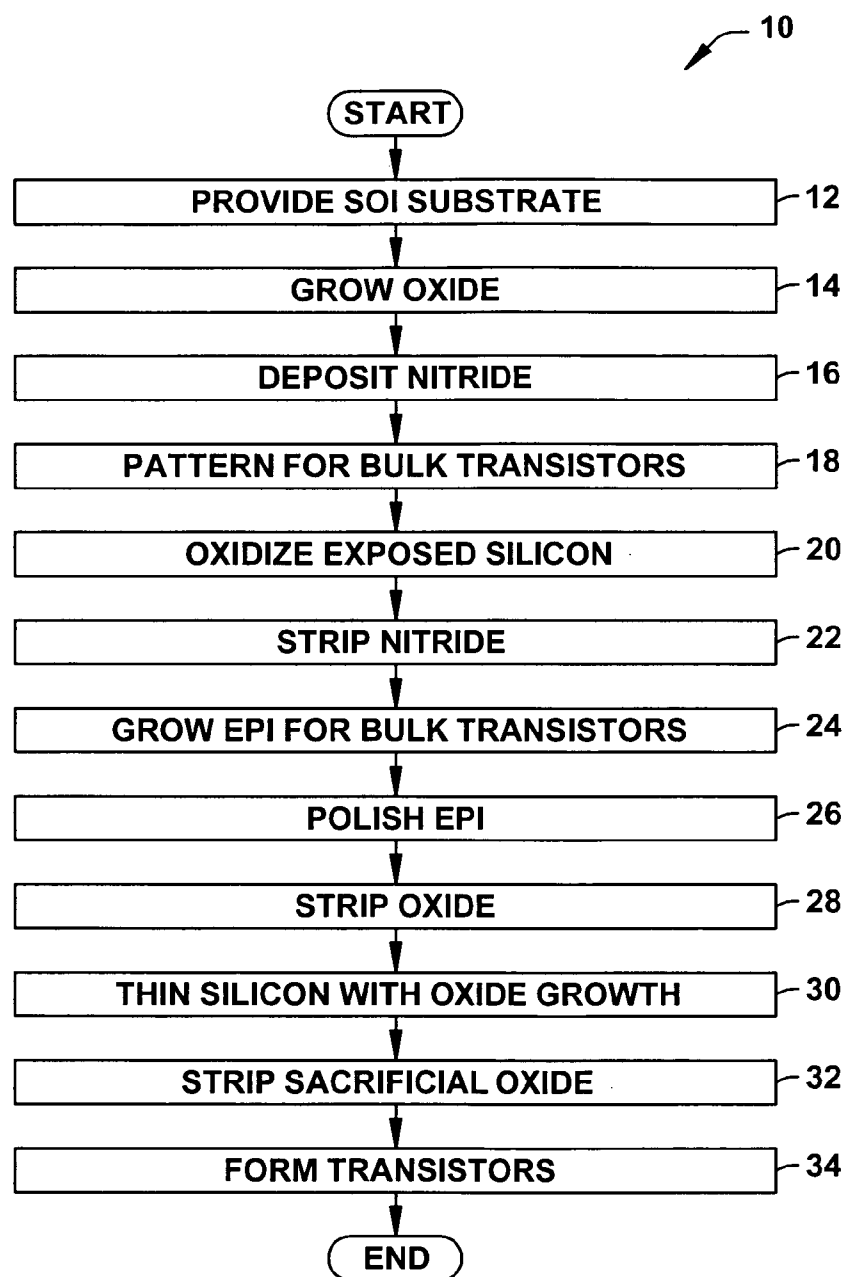 10
START
PROVIDE SOI SUBSTRATE 12
GROW OXIDE 14
DEPOSIT NITRIDE 16
PATTERN FOR BULK TRANSISTORS 18
OXIDIZE EXPOSED SILICON 20
STRIP NITRIDE 22
GROW EPI FOR BULK TRANSISTORS 24
POLISH EPI 26
STRIP OXIDE 28
THIN SILICON WITH OXIDE GROWTH 30
STRIP SACRIFICIAL OXIDE 32
FORM TRANSISTORS 34
END